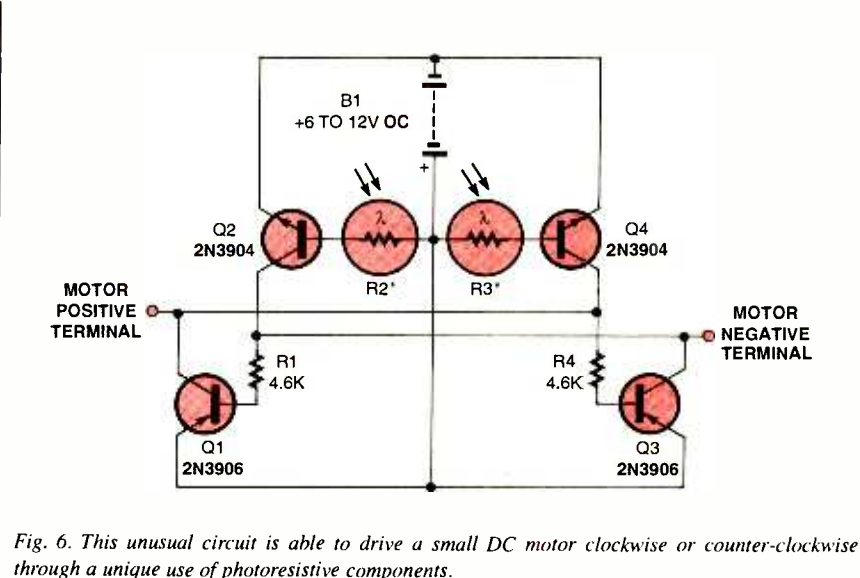 B1
+6 TO 12V OC
+
λ
λ
Q2
2N3904
Q4
2N3904
R2*
R3*
MOTOR
POSITIVE
TERMINAL
MOTOR
NEGATIVE
TERMINAL
R1
4.6K
R4
4.6K
Q1
2N3906
Q3
2N3906
Fig. 6. This unusual circuit is able to drive a small DC motor clockwise or counter-clockwise
through a unique use of photoresistive components.